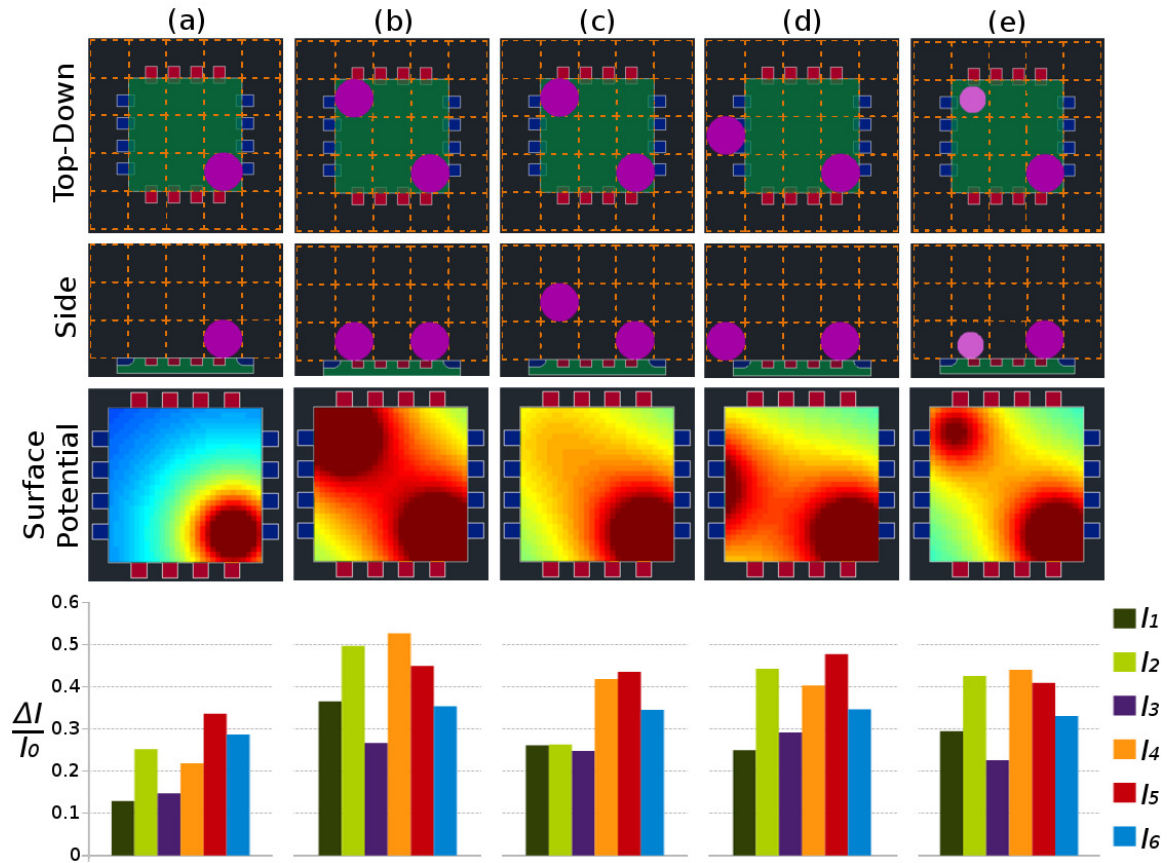 (a) (b) (c) (d) (e)
Top-Down
Side
Surface
Potential
0.6
0.5
0.4
0.3
0.2
0.1
0
ΔI
I₀
I₁
I₂
I₃
I₄
I₅
I₆